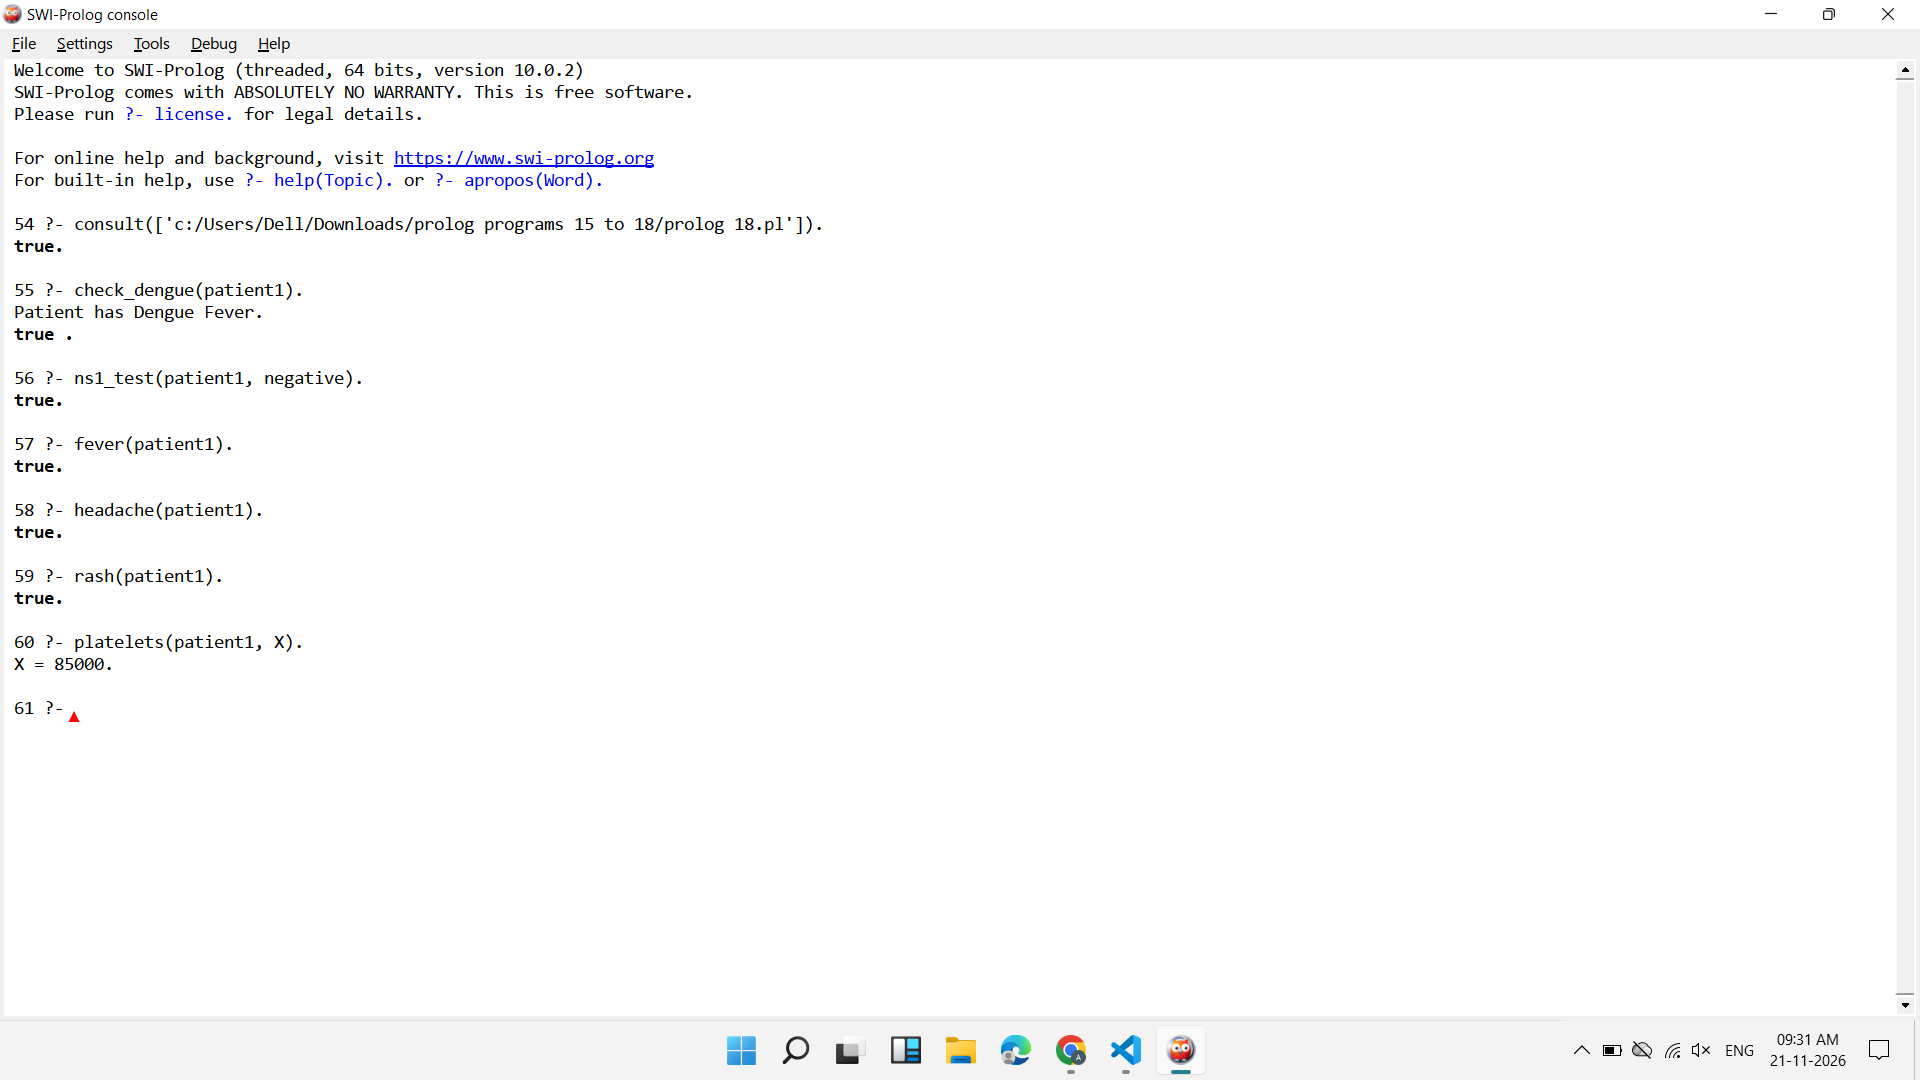 SWI-Prolog console
File Settings Tools Debug Help
Welcome to SWI-Prolog (threaded, 64 bits, version 10.0.2)
SWI-Prolog comes with ABSOLUTELY NO WARRANTY. This is free software.
Please run ?- license. for legal details.
For online help and background, visit https://www.swi-prolog.org
For built-in help, use ?- help(Topic). or ?- apropos(Word).
54 ?- consult(['c:/Users/Dell/Downloads/prolog programs 15 to 18/prolog 18.pl']).
true.
55 ?- check_dengue(patient1).
Patient has Dengue Fever.
true .
56 ?- ns1_test(patient1, negative).
true.
57 ?- fever(patient1).
true.
58 ?- headache(patient1).
true.
59 ?- rash(patient1).
true.
60 ?- platelets(patient1, X).
X = 85000.
61 ?-
A
ENG
09:31 AM
21-11-2026